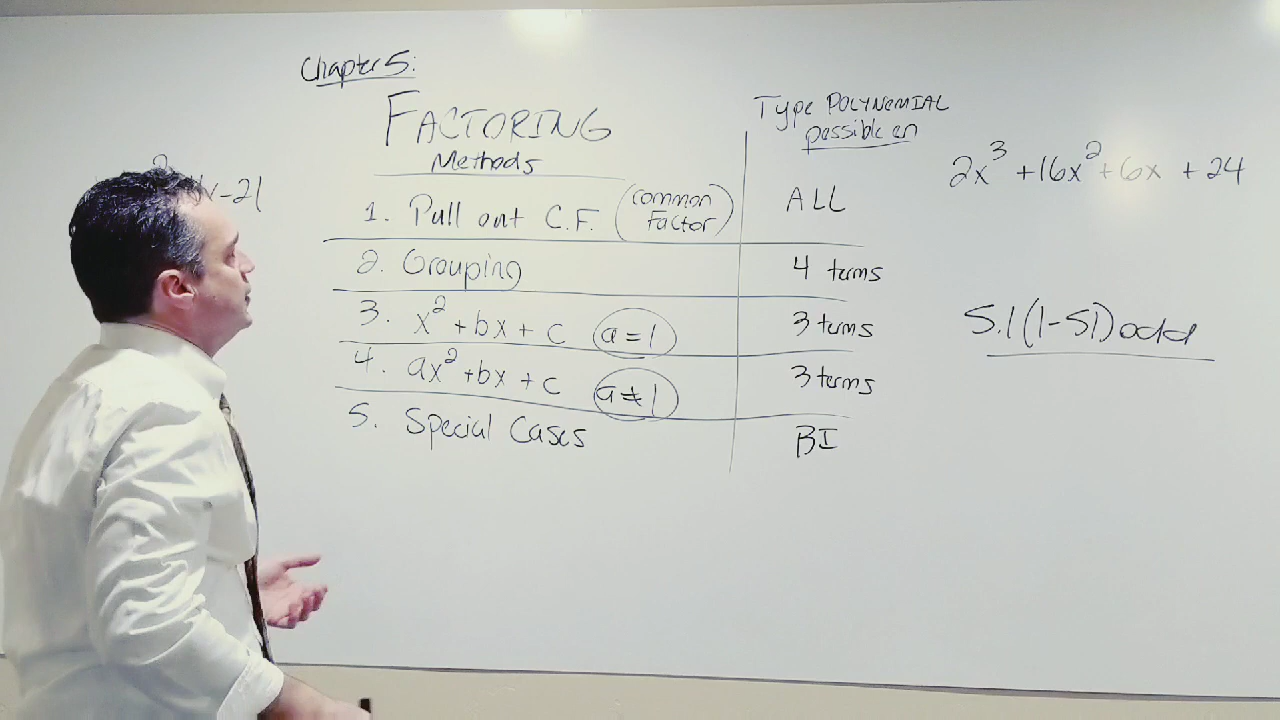 Chapter 5:
FACTORING
Methods
Type POLYNOMIAL
possible on
1. Pull out C.F. (common Factor)
ALL
2. Grouping
4 terms
3. x² + bx + c (a = 1)
3 terms
4. ax² + bx + c (a ≠ 1)
3 terms
5. Special Cases
BI
2x³ + 16x² + 6x + 24
5.1 (1-51) odd
- 21